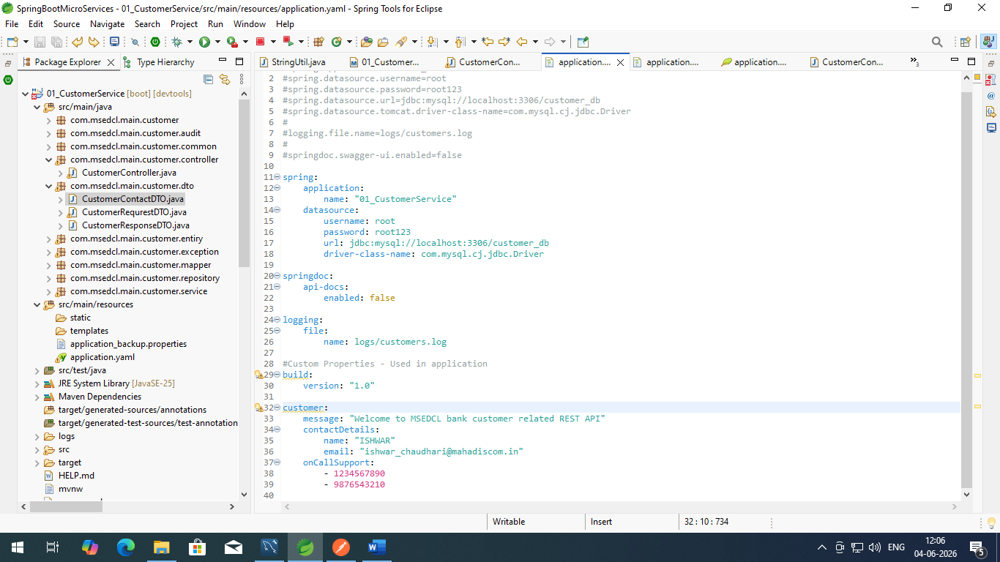 SpringBootMicroServices - 01_CustomerService/src/main/resources/application.yaml - Spring Tools for Eclipse
File Edit Source Navigate Search Project Run Window Help
Package Explorer
Type Hierarchy
01_CustomerService [boot] [devtools]
src/main/java
com.msedcl.main.customer
com.msedcl.main.customer.audit
com.msedcl.main.customer.common
com.msedcl.main.customer.controller
CustomerController.java
com.msedcl.main.customer.dto
CustomerContactDTO.java
CustomerRequrestDTO.java
CustomerResponseDTO.java
com.msedcl.main.customer.entiry
com.msedcl.main.customer.exception
com.msedcl.main.customer.mapper
com.msedcl.main.customer.repository
com.msedcl.main.customer.service
src/main/resources
static
templates
application_backup.properties
application.yaml
src/test/java
JRE System Library [JavaSE-25]
Maven Dependencies
target/generated-sources/annotations
target/generated-test-sources/test-annotation
logs
src
target
HELP.md
mvnw
StringUtil.java 01_Customer... CustomerCon... application.... application.... application.... CustomerCon... »3
2 #spring.datasource.username=root
3 #spring.datasource.password=root123
4 #spring.datasource.url=jdbc:mysql://localhost:3306/customer_db
5 #spring.datasource.tomcat.driver-class-name=com.mysql.cj.jdbc.Driver
6 #
7 #logging.file.name=logs/customers.log
8 #
9 #springdoc.swagger-ui.enabled=false
10
11 spring:
12 application:
13 name: "01_CustomerService"
14 datasource:
15 username: root
16 password: root123
17 url: jdbc:mysql://localhost:3306/customer_db
18 driver-class-name: com.mysql.cj.jdbc.Driver
19
20 springdoc:
21 api-docs:
22 enabled: false
23
24 logging:
25 file:
26 name: logs/customers.log
27
28 #Custom Properties - Used in application
29 build:
30 version: "1.0"
31
32 customer:
33 message: "Welcome to MSEDCL bank customer related REST API"
34 contactDetails:
35 name: "ISHWAR"
36 email: "ishwar_chaudhari@mahadiscom.in"
37 onCallSupport:
38 - 1234567890
39 - 9876543210
40
Writable Insert 32 : 10 : 734
ENG
12:06
04-06-2026
5